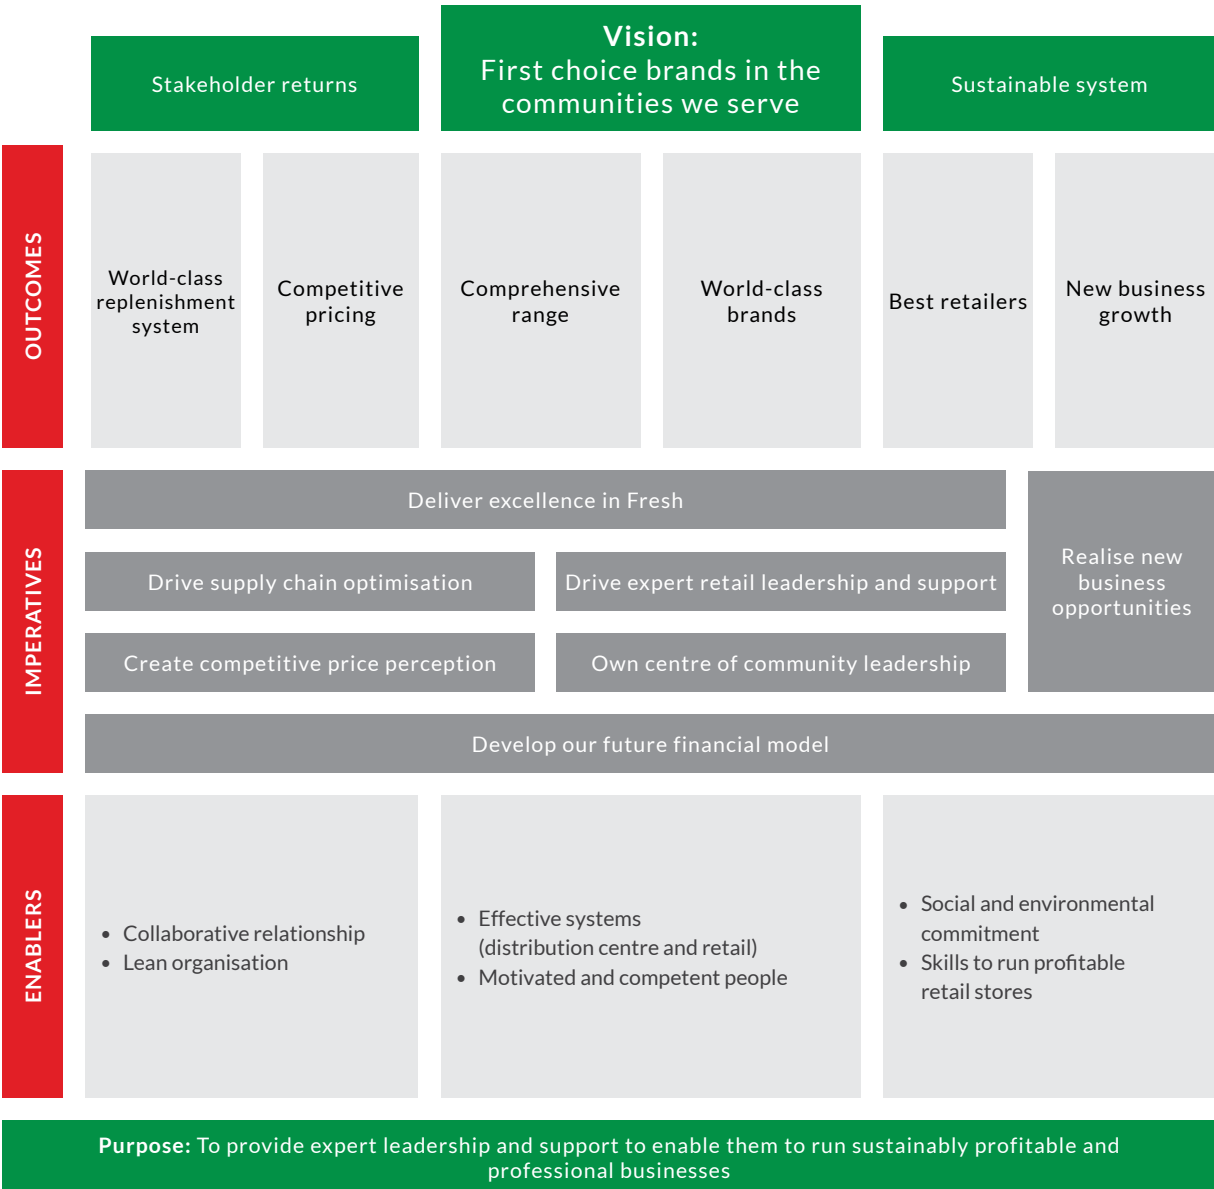 Stakeholder returns
Vision:
First choice brands in the
communities we serve
Sustainable system
OUTCOMES
World-class
replenishment
system
Competitive
pricing
Comprehensive
range
World-class
brands
Best retailers
New business
growth
IMPERATIVES
Deliver excellence in Fresh
Drive supply chain optimisation
Drive expert retail leadership and support
Create competitive price perception
Own centre of community leadership
Realise new
business
opportunities
Develop our future financial model
ENABLERS
• Collaborative relationship
• Lean organisation
• Effective systems
(distribution centre and retail)
• Motivated and competent people
• Social and environmental
commitment
• Skills to run profitable
retail stores
Purpose: To provide expert leadership and support to enable them to run sustainably profitable and
professional businesses